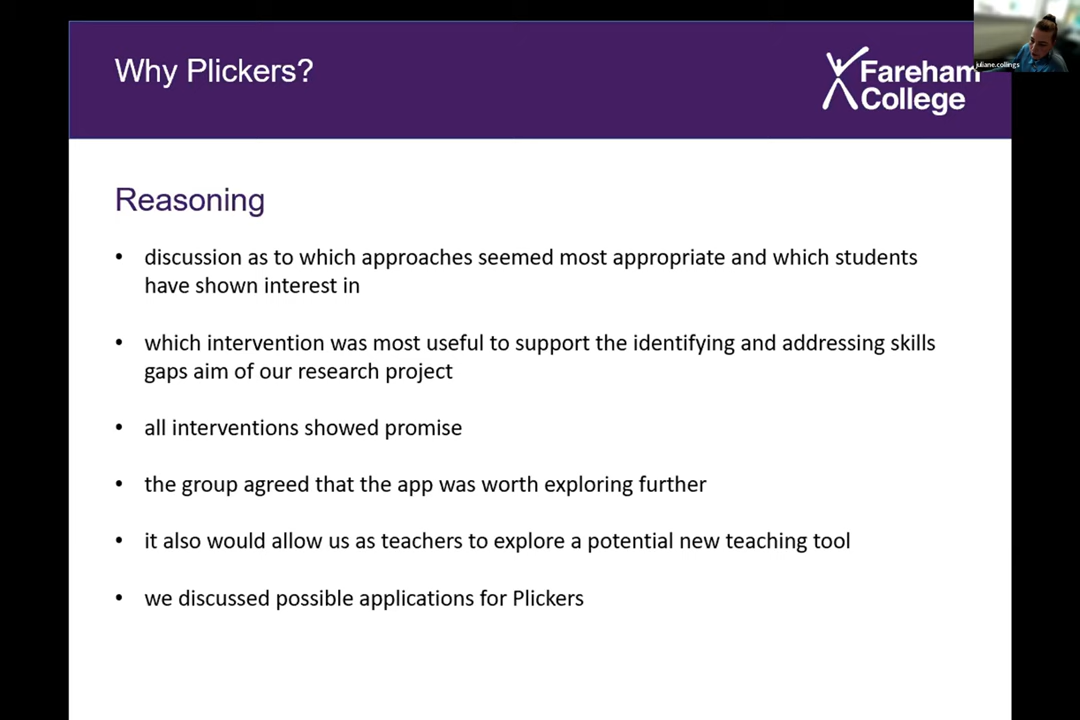 Why Plickers?
Fareham
College
juliane.collings
Reasoning
• discussion as to which approaches seemed most appropriate and which students
have shown interest in
• which intervention was most useful to support the identifying and addressing skills
gaps aim of our research project
• all interventions showed promise
• the group agreed that the app was worth exploring further
• it also would allow us as teachers to explore a potential new teaching tool
• we discussed possible applications for Plickers